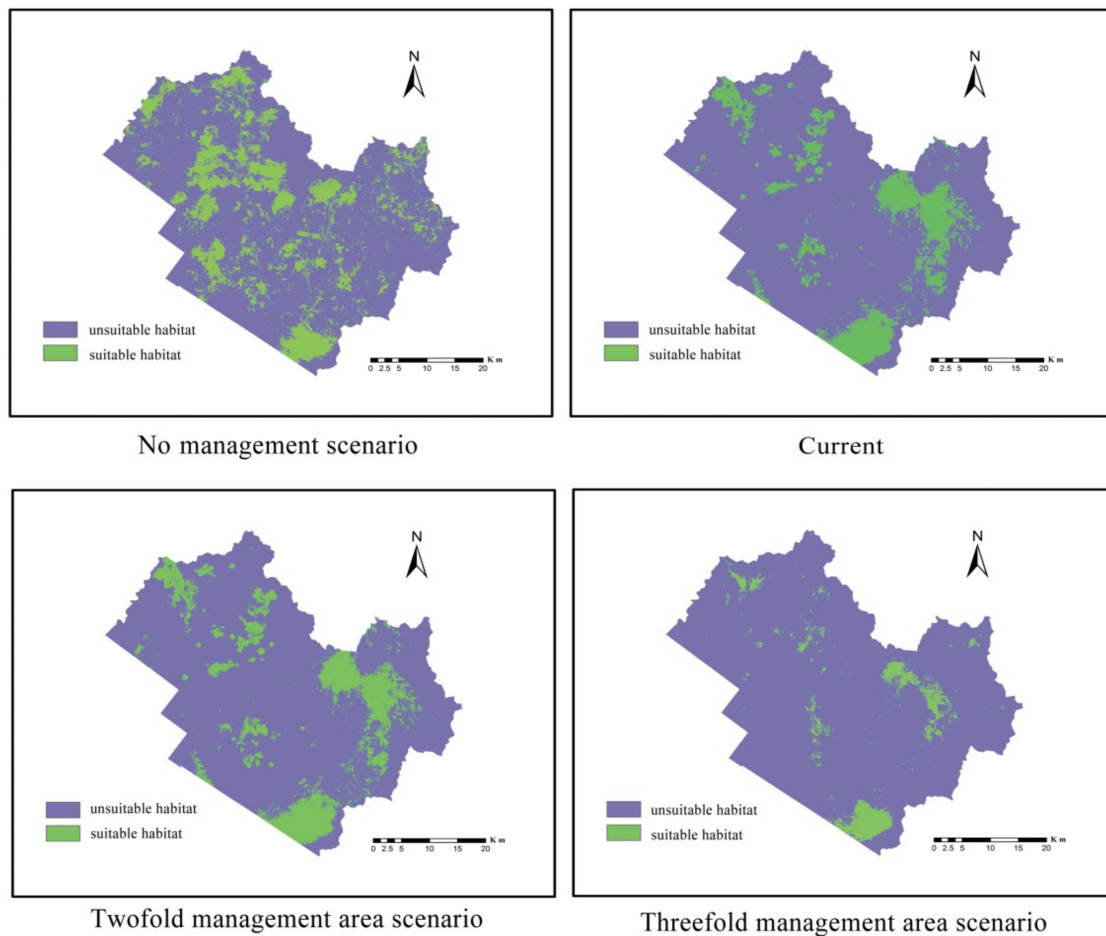 N
unsuitable habitat
suitable habitat
K m
0 2.5 5 10 15 20
No management scenario
N
unsuitable habitat
suitable habitat
K m
0 2.5 5 10 15 20
Current
N
unsuitable habitat
suitable habitat
K m
0 2.5 5 10 15 20
Twofold management area scenario
N
unsuitable habitat
suitable habitat
K m
0 2.5 5 10 15 20
Threefold management area scenario